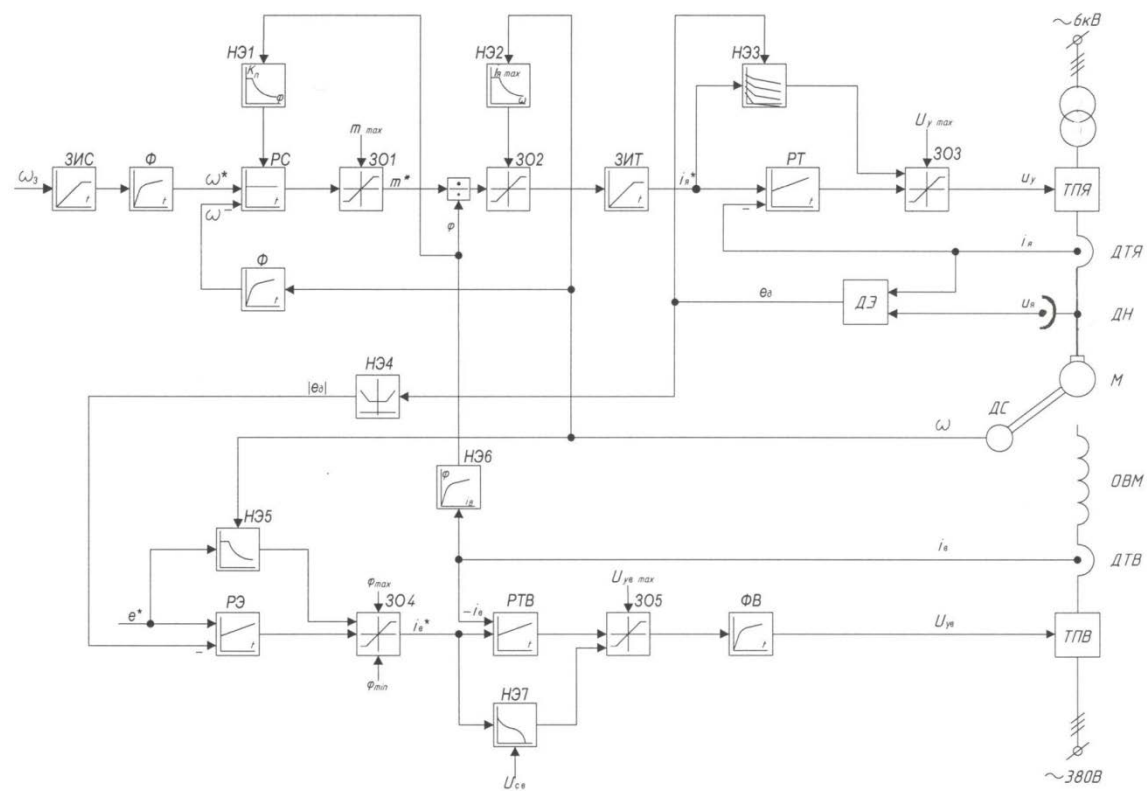 ~6кВ
НЭ1
НЭ2
НЭ3
Kп
φ
Iя max
ω
m max
Uу max
ЗИС
Ф
РС
ЗО1
ЗО2
ЗИТ
РТ
ЗО3
ωз
t
t
ω*
m*
÷
t
iя*
t
uу
ТПЯ
ω-
φ
-
Ф
t
iя
ДТЯ
eд
ДЭ
uв
ДН
НЭ4
|eд|
М
ДС
ω
НЭ6
φ
iв
ОВМ
НЭ5
iв
ДТВ
φmax
Uув max
e*
РЭ
ЗО4
-iв
РТВ
ЗО5
ФВ
t
iв*
t
t
Uув
ТПВ
-
φmin
НЭ7
Uсв
~380В